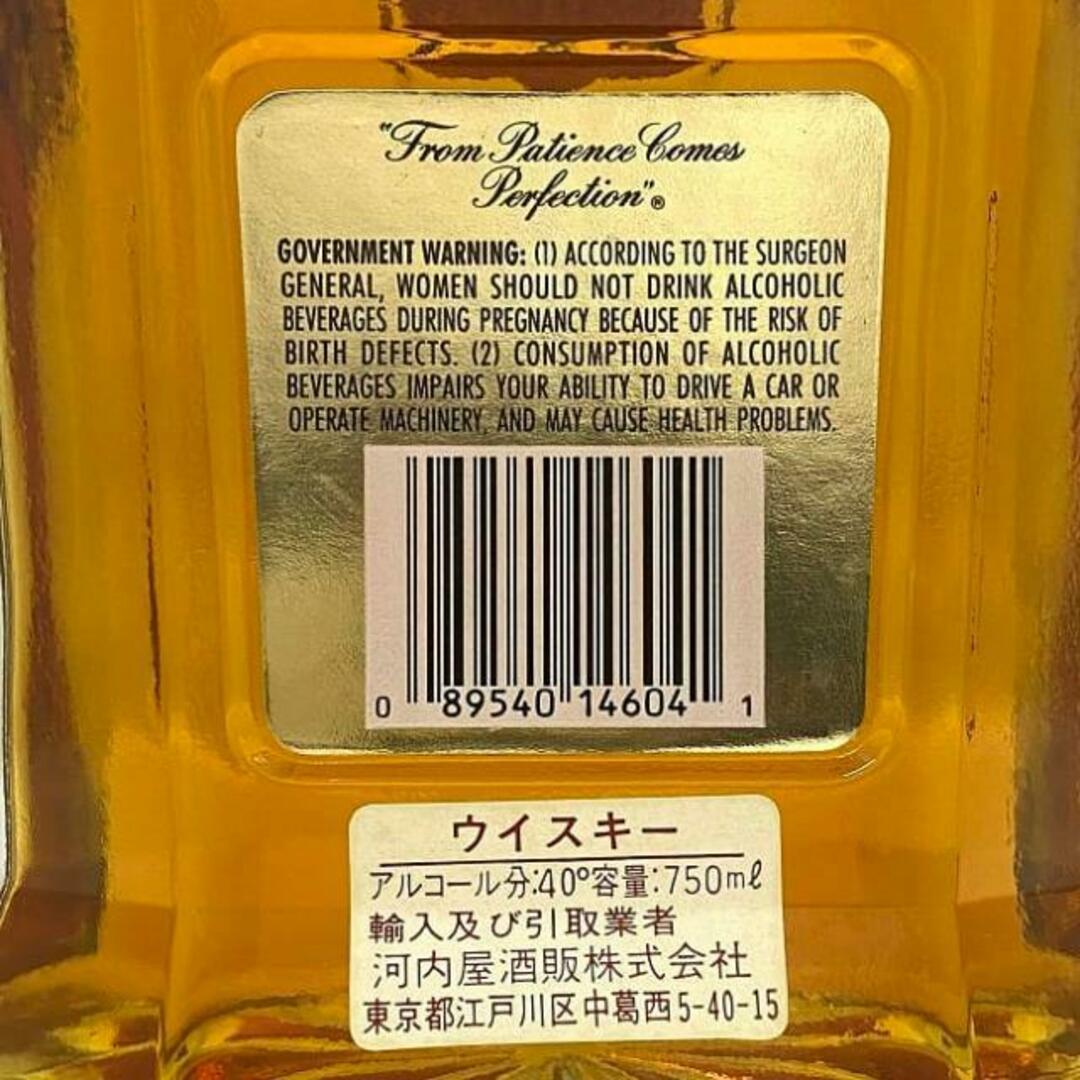 "From Patience Comes
Perfection"®
GOVERNMENT WARNING: (1) ACCORDING TO THE SURGEON
GENERAL, WOMEN SHOULD NOT DRINK ALCOHOLIC
BEVERAGES DURING PREGNANCY BECAUSE OF THE RISK OF
BIRTH DEFECTS. (2) CONSUMPTION OF ALCOHOLIC
BEVERAGES IMPAIRS YOUR ABILITY TO DRIVE A CAR OR
OPERATE MACHINERY, AND MAY CAUSE HEALTH PROBLEMS.
0 89540 14604 1
ウイスキー
アルコール分:40°容量:750mℓ
輸入及び引取業者
河内屋酒販株式会社
東京都江戸川区中葛西5-40-15